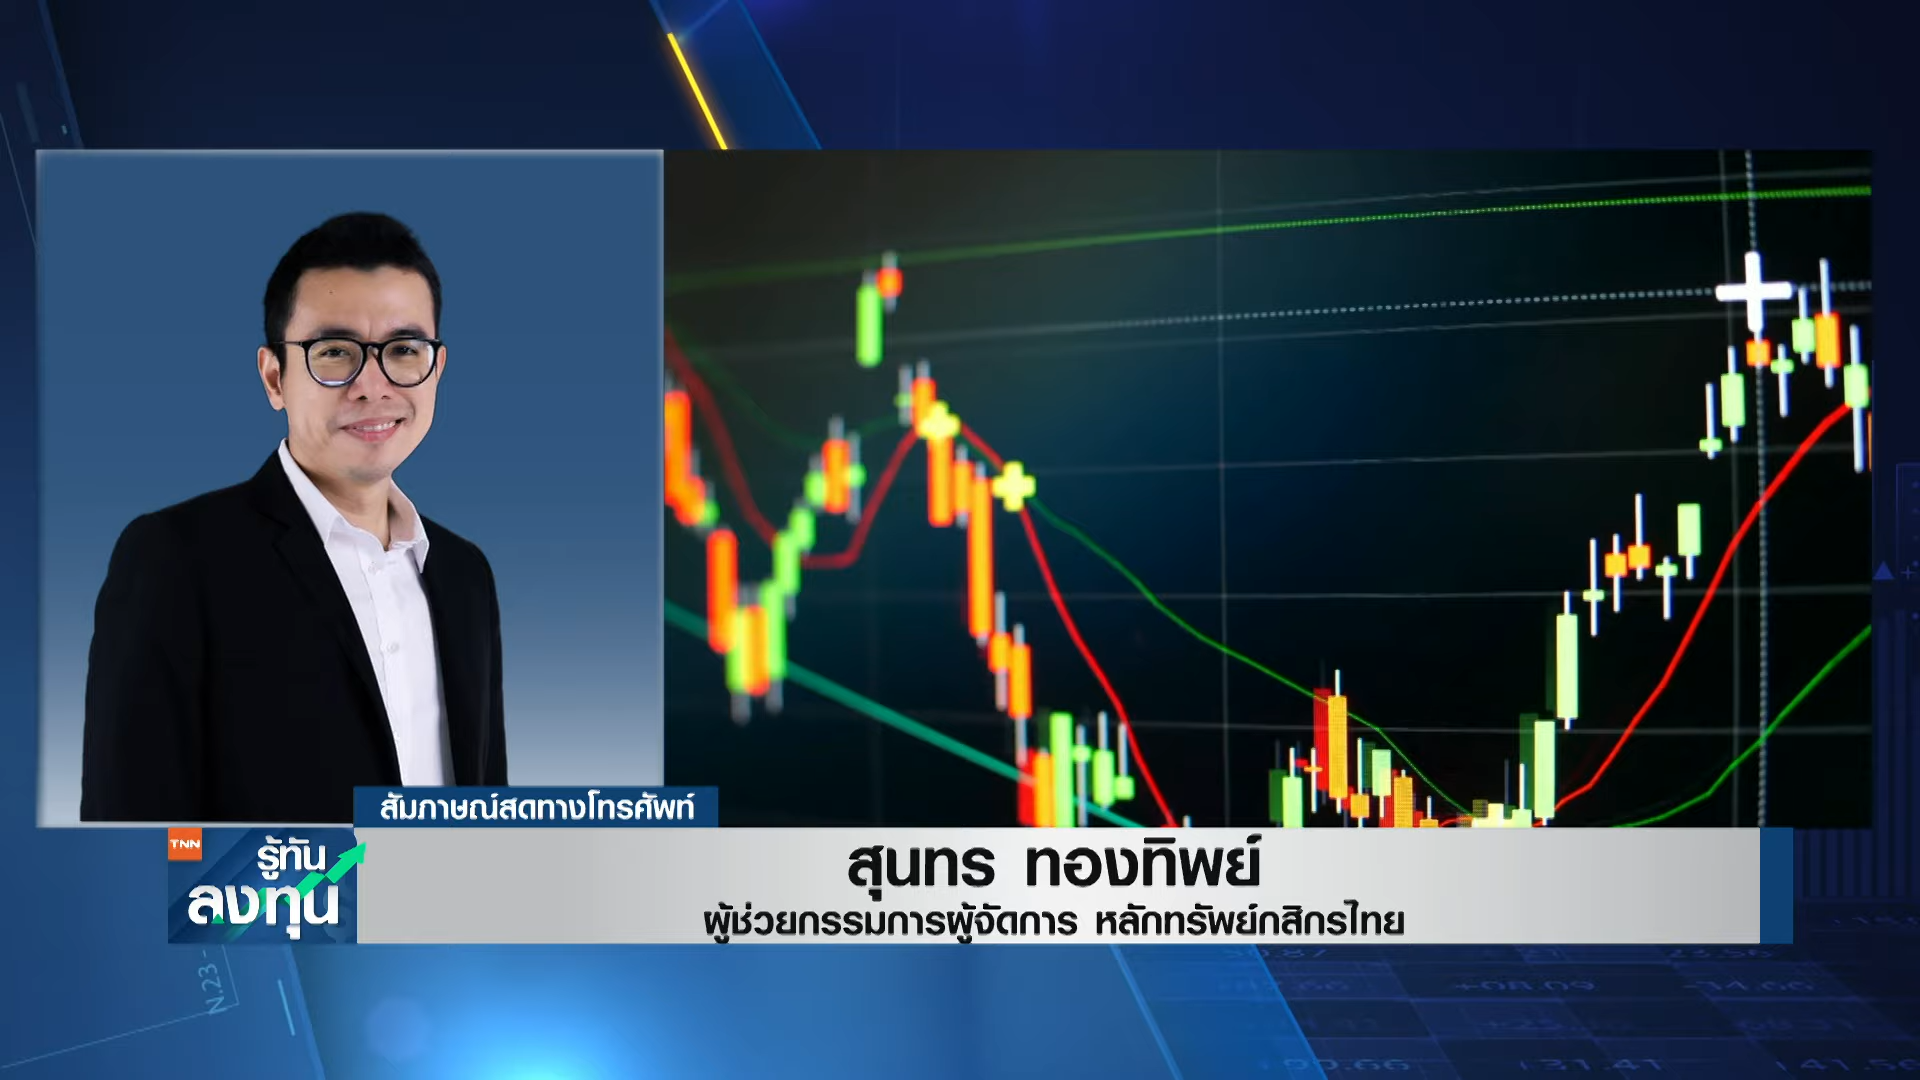 สัมภาษณ์สดทางโทรศัพท์
TNN
รู้ทัน
ลงทุน
สุนทร ทองทิพย์
ผู้ช่วยกรรมการผู้จัดการ หลักทรัพย์กสิกรไทย
N.23